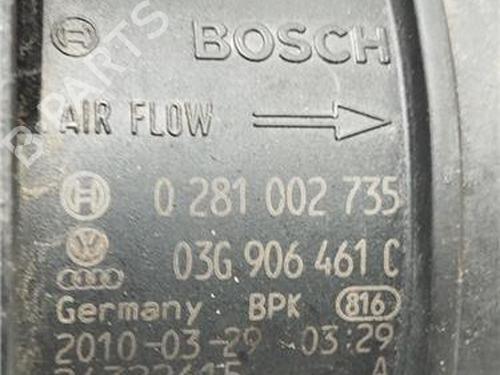 BOSCH
AIR FLOW
0 281 002 735
03G 906 461 C
Germany BPK 816
2010-03-29 03:29
A